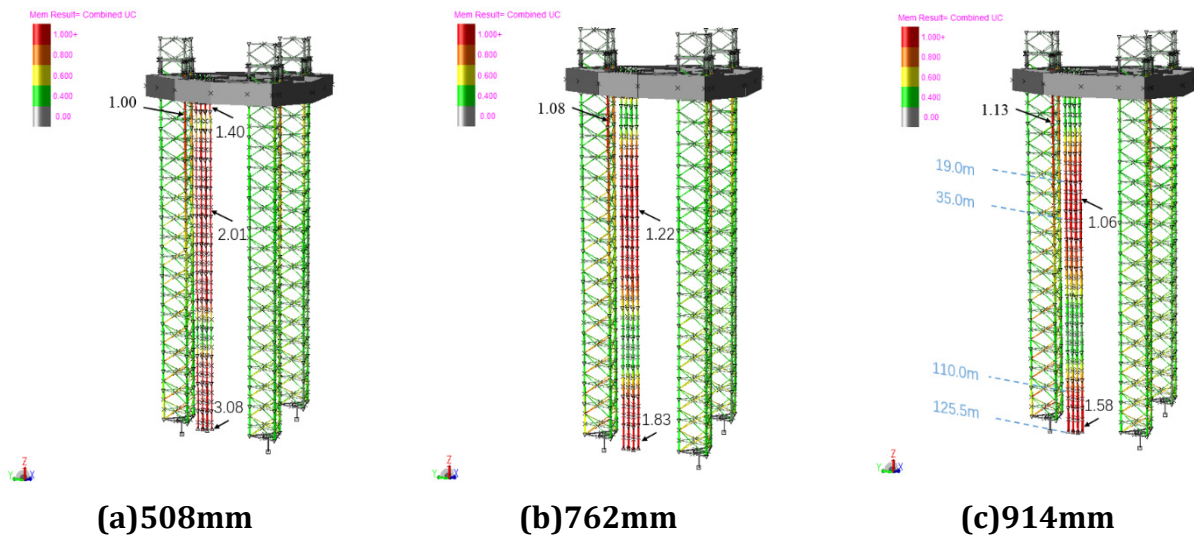 Mem Result= Combined UC
1.000+
0.800
0.600
0.400
0.00
1.00
1.40
2.01
3.08
Z
Y X
(a)508mm
Mem Result= Combined UC
1.000+
0.800
0.600
0.400
0.00
1.08
1.22
1.83
Z
Y X
(b)762mm
Mem Result= Combined UC
1.000+
0.800
0.600
0.400
0.00
1.13
19.0m
35.0m
1.06
110.0m
125.5m
1.58
Z
Y X
(c)914mm